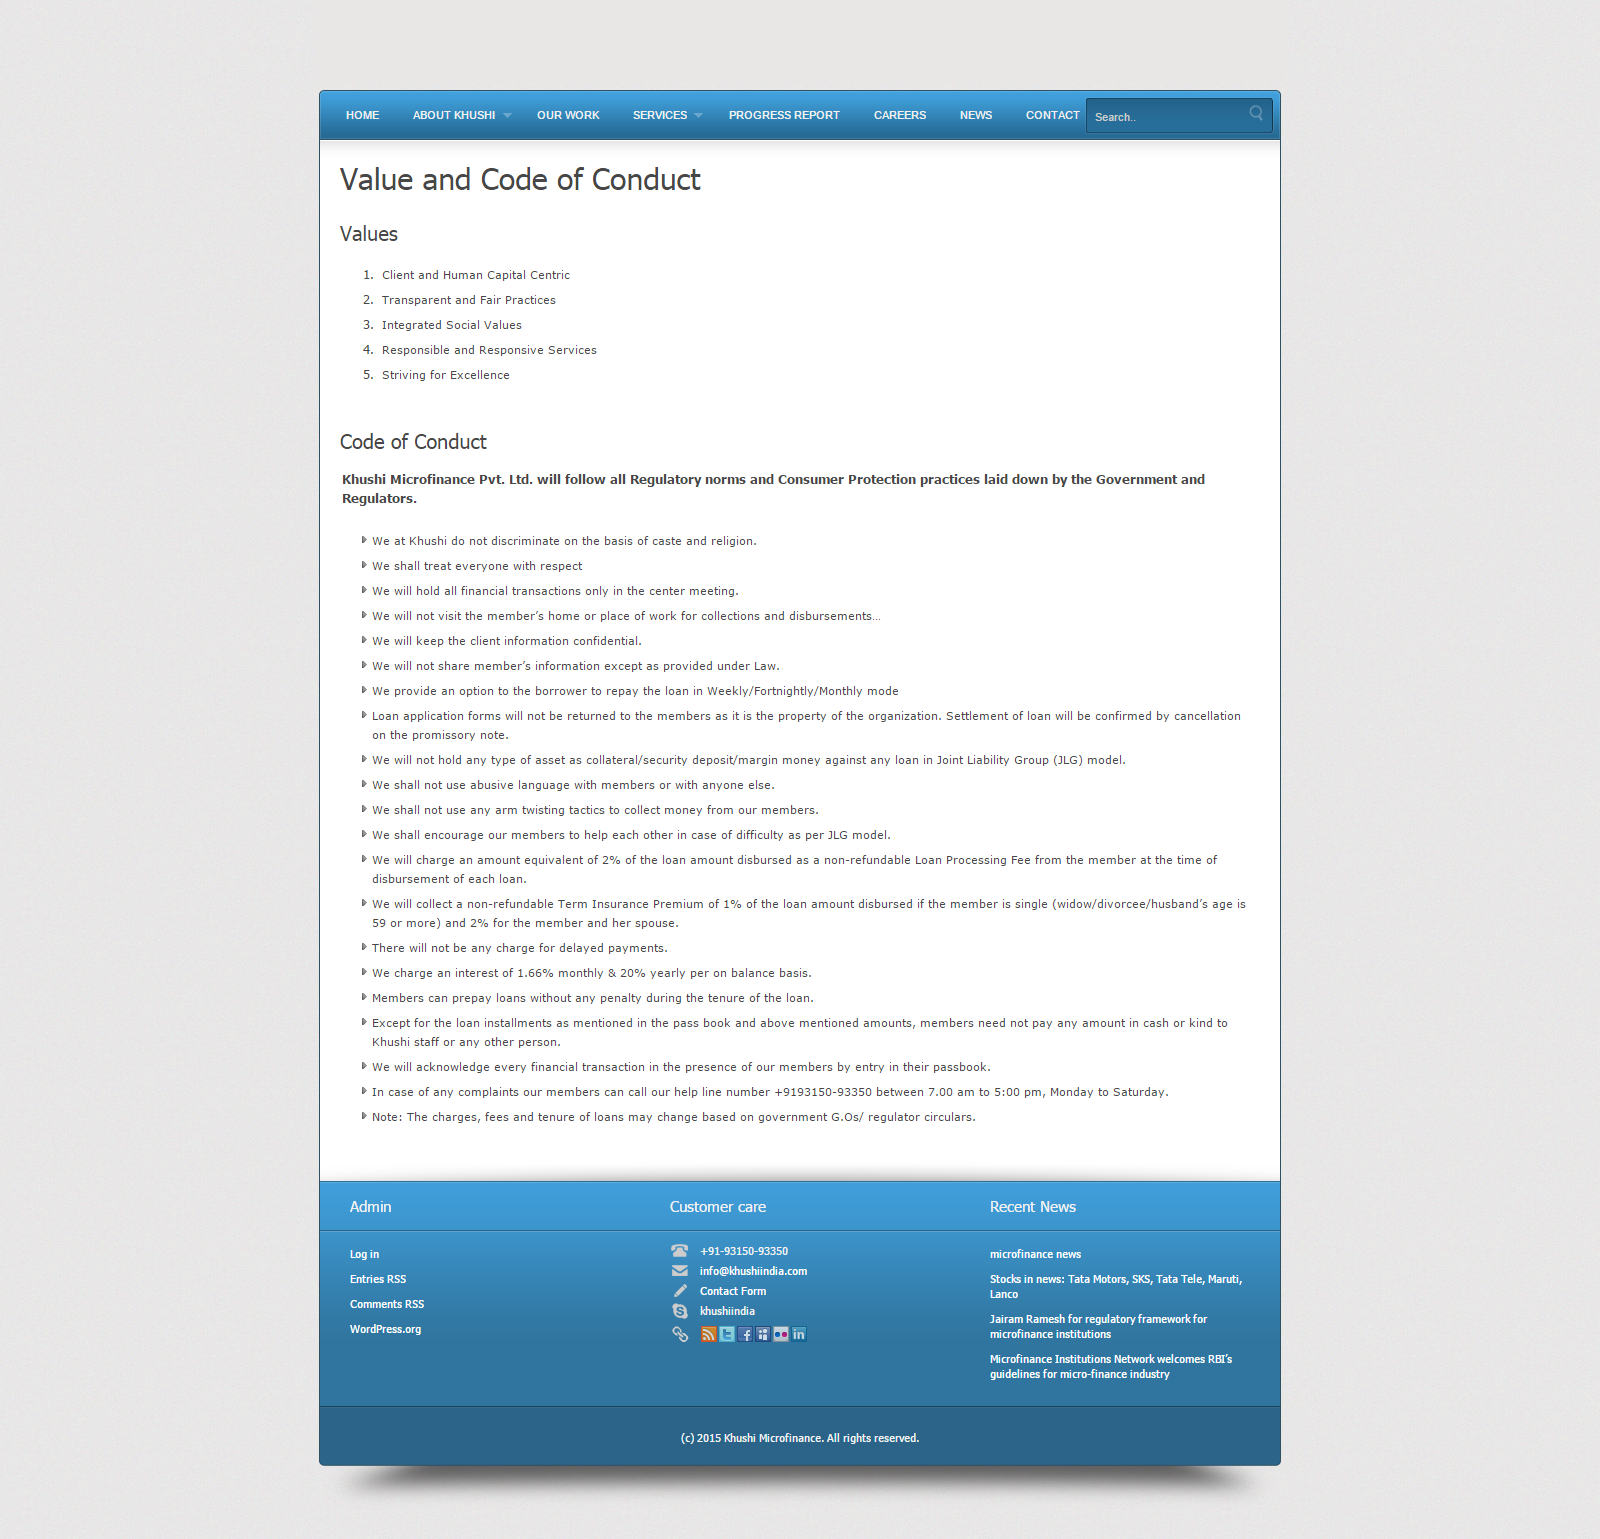 HOME ABOUT KHUSHI OUR WORK SERVICES PROGRESS REPORT CAREERS NEWS CONTACT Search..
Value and Code of Conduct
Values
1. Client and Human Capital Centric
2. Transparent and Fair Practices
3. Integrated Social Values
4. Responsible and Responsive Services
5. Striving for Excellence
Code of Conduct
Khushi Microfinance Pvt. Ltd. will follow all Regulatory norms and Consumer Protection practices laid down by the Government and
Regulators.
We at Khushi do not discriminate on the basis of caste and religion.
We shall treat everyone with respect
We will hold all financial transactions only in the center meeting.
We will not visit the member’s home or place of work for collections and disbursements…
We will keep the client information confidential.
We will not share member’s information except as provided under Law.
We provide an option to the borrower to repay the loan in Weekly/Fortnightly/Monthly mode
Loan application forms will not be returned to the members as it is the property of the organization. Settlement of loan will be confirmed by cancellation
on the promissory note.
We will not hold any type of asset as collateral/security deposit/margin money against any loan in Joint Liability Group (JLG) model.
We shall not use abusive language with members or with anyone else.
We shall not use any arm twisting tactics to collect money from our members.
We shall encourage our members to help each other in case of difficulty as per JLG model.
We will charge an amount equivalent of 2% of the loan amount disbursed as a non-refundable Loan Processing Fee from the member at the time of
disbursement of each loan.
We will collect a non-refundable Term Insurance Premium of 1% of the loan amount disbursed if the member is single (widow/divorcee/husband’s age is
59 or more) and 2% for the member and her spouse.
There will not be any charge for delayed payments.
We charge an interest of 1.66% monthly & 20% yearly per on balance basis.
Members can prepay loans without any penalty during the tenure of the loan.
Except for the loan installments as mentioned in the pass book and above mentioned amounts, members need not pay any amount in cash or kind to
Khushi staff or any other person.
We will acknowledge every financial transaction in the presence of our members by entry in their passbook.
In case of any complaints our members can call our help line number +9193150-93350 between 7.00 am to 5:00 pm, Monday to Saturday.
Note: The charges, fees and tenure of loans may change based on government G.Os/ regulator circulars.
Admin
Log in
Entries RSS
Comments RSS
WordPress.org
Customer care
+91-93150-93350
info@khushiindia.com
Contact Form
khushiindia
Recent News
microfinance news
Stocks in news: Tata Motors, SKS, Tata Tele, Maruti,
Lanco
Jairam Ramesh for regulatory framework for
microfinance institutions
Microfinance Institutions Network welcomes RBI’s
guidelines for micro-finance industry
(c) 2015 Khushi Microfinance. All rights reserved.